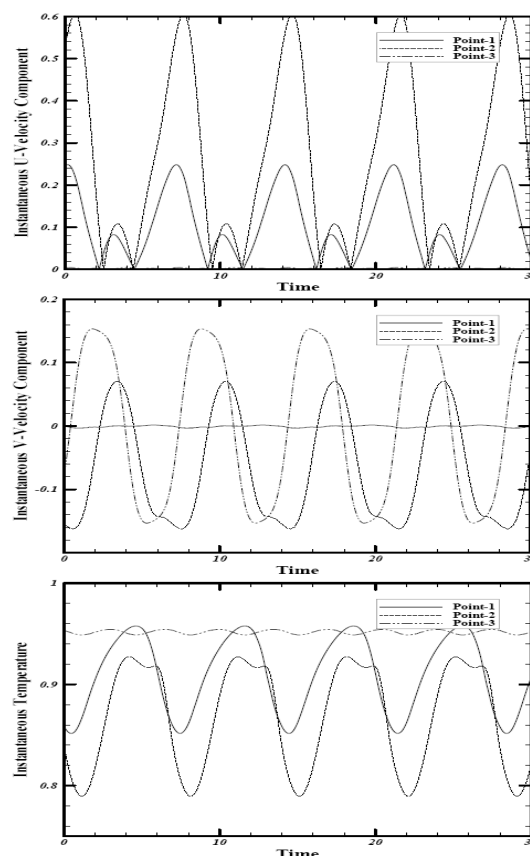 0.6
Point-1
Point-2
Point-3
0.5
0.4
0.3
0.2
0.1
0
Instantaneous U-Velocity Component
0
10
20
30
Time
0.2
Point-1
Point-2
Point-3
0.1
0
-0.1
Instantaneous V-Velocity Component
0
10
20
3
Time
1
Point-1
Point-2
Point-3
0.9
0.8
Instantaneous Temperature
0
10
20
30
Time